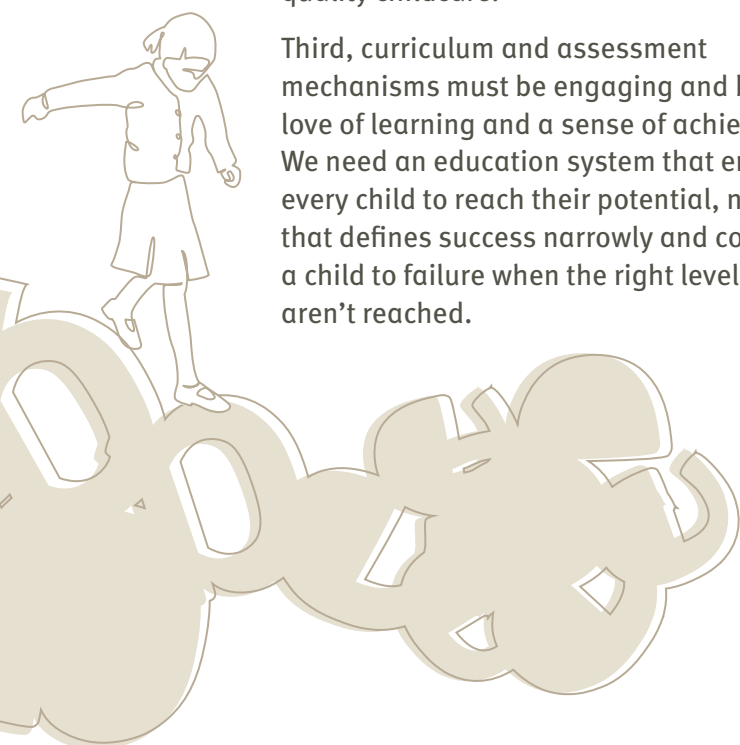 quality childcare.
Third, curriculum and assessment
mechanisms must be engaging and
love of learning and a sense of
We need an education system that
every child to reach their potential,
that defines success narrowly and
a child to failure when the right level
aren’t reached.